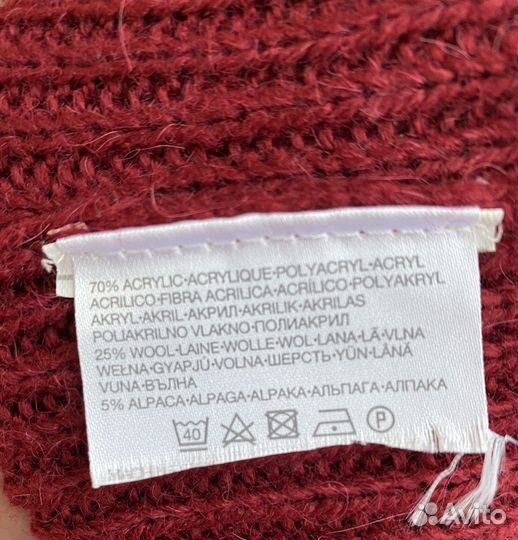 70% ACRYLIC·ACRYLIQUE·POLYACRYL·ACRYL
ACRILICO·FIBRA ACRILICA·ACRÍLICO·POLYAKRYL
AKRYL·AKRIL·АКРИЛ·AKRILIK·AKRILAS
POLIAKRILNO VLAKNO·ПОЛИАКРИЛ
25% WOOL·LAINE·WOLLE·WOL·LANA·LÃ·VLNA
WEŁNA·GYAPJÚ·VOLNA·ШЕРСТЬ·YÜN·LÂNĂ
VUNA·ВЪЛНА
5% ALPACA·ALPAGA·ALPAKA·АЛЬПАГА·АЛПАКА
40 P
Avito